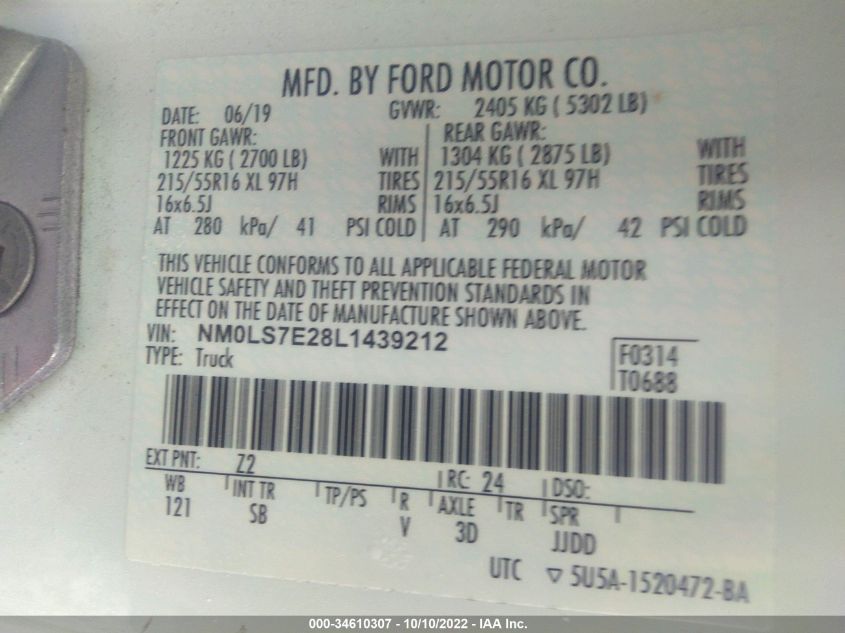 MFD. BY FORD MOTOR CO.
DATE: 06/19 GVWR: 2405 KG ( 5302 LB)
FRONT GAWR: REAR GAWR:
1225 KG ( 2700 LB) WITH 1304 KG ( 2875 LB) WITH
215/55R16 XL 97H TIRES 215/55R16 XL 97H TIRES
16x6.5J RIMS 16x6.5J RIMS
AT 280 kPa/ 41 PSI COLD AT 290 kPa/ 42 PSI COLD
THIS VEHICLE CONFORMS TO ALL APPLICABLE FEDERAL MOTOR
VEHICLE SAFETY AND THEFT PREVENTION STANDARDS IN
EFFECT ON THE DATE OF MANUFACTURE SHOWN ABOVE.
VIN: NM0LS7E28L1439212
TYPE: Truck
F0314
T0688
EXT PNT: Z2 RC: 24 DSO:
WB INT TR TP/PS R AXLE TR SPR
121 SB V 3D JJDD
UTC ▽ 5U5A-1520472-BA
000-34610307 - 10/10/2022 - IAA Inc.